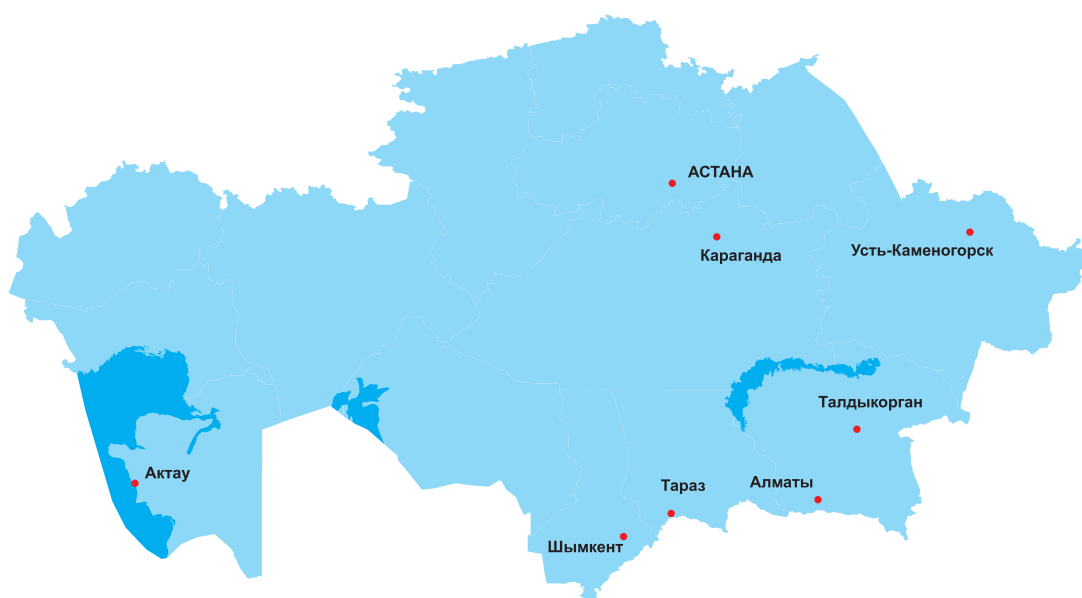 АСТАНА
Караганда
Усть-Каменогорск
Талдыкорган
Актау
Тараз
Алматы
Шымкент